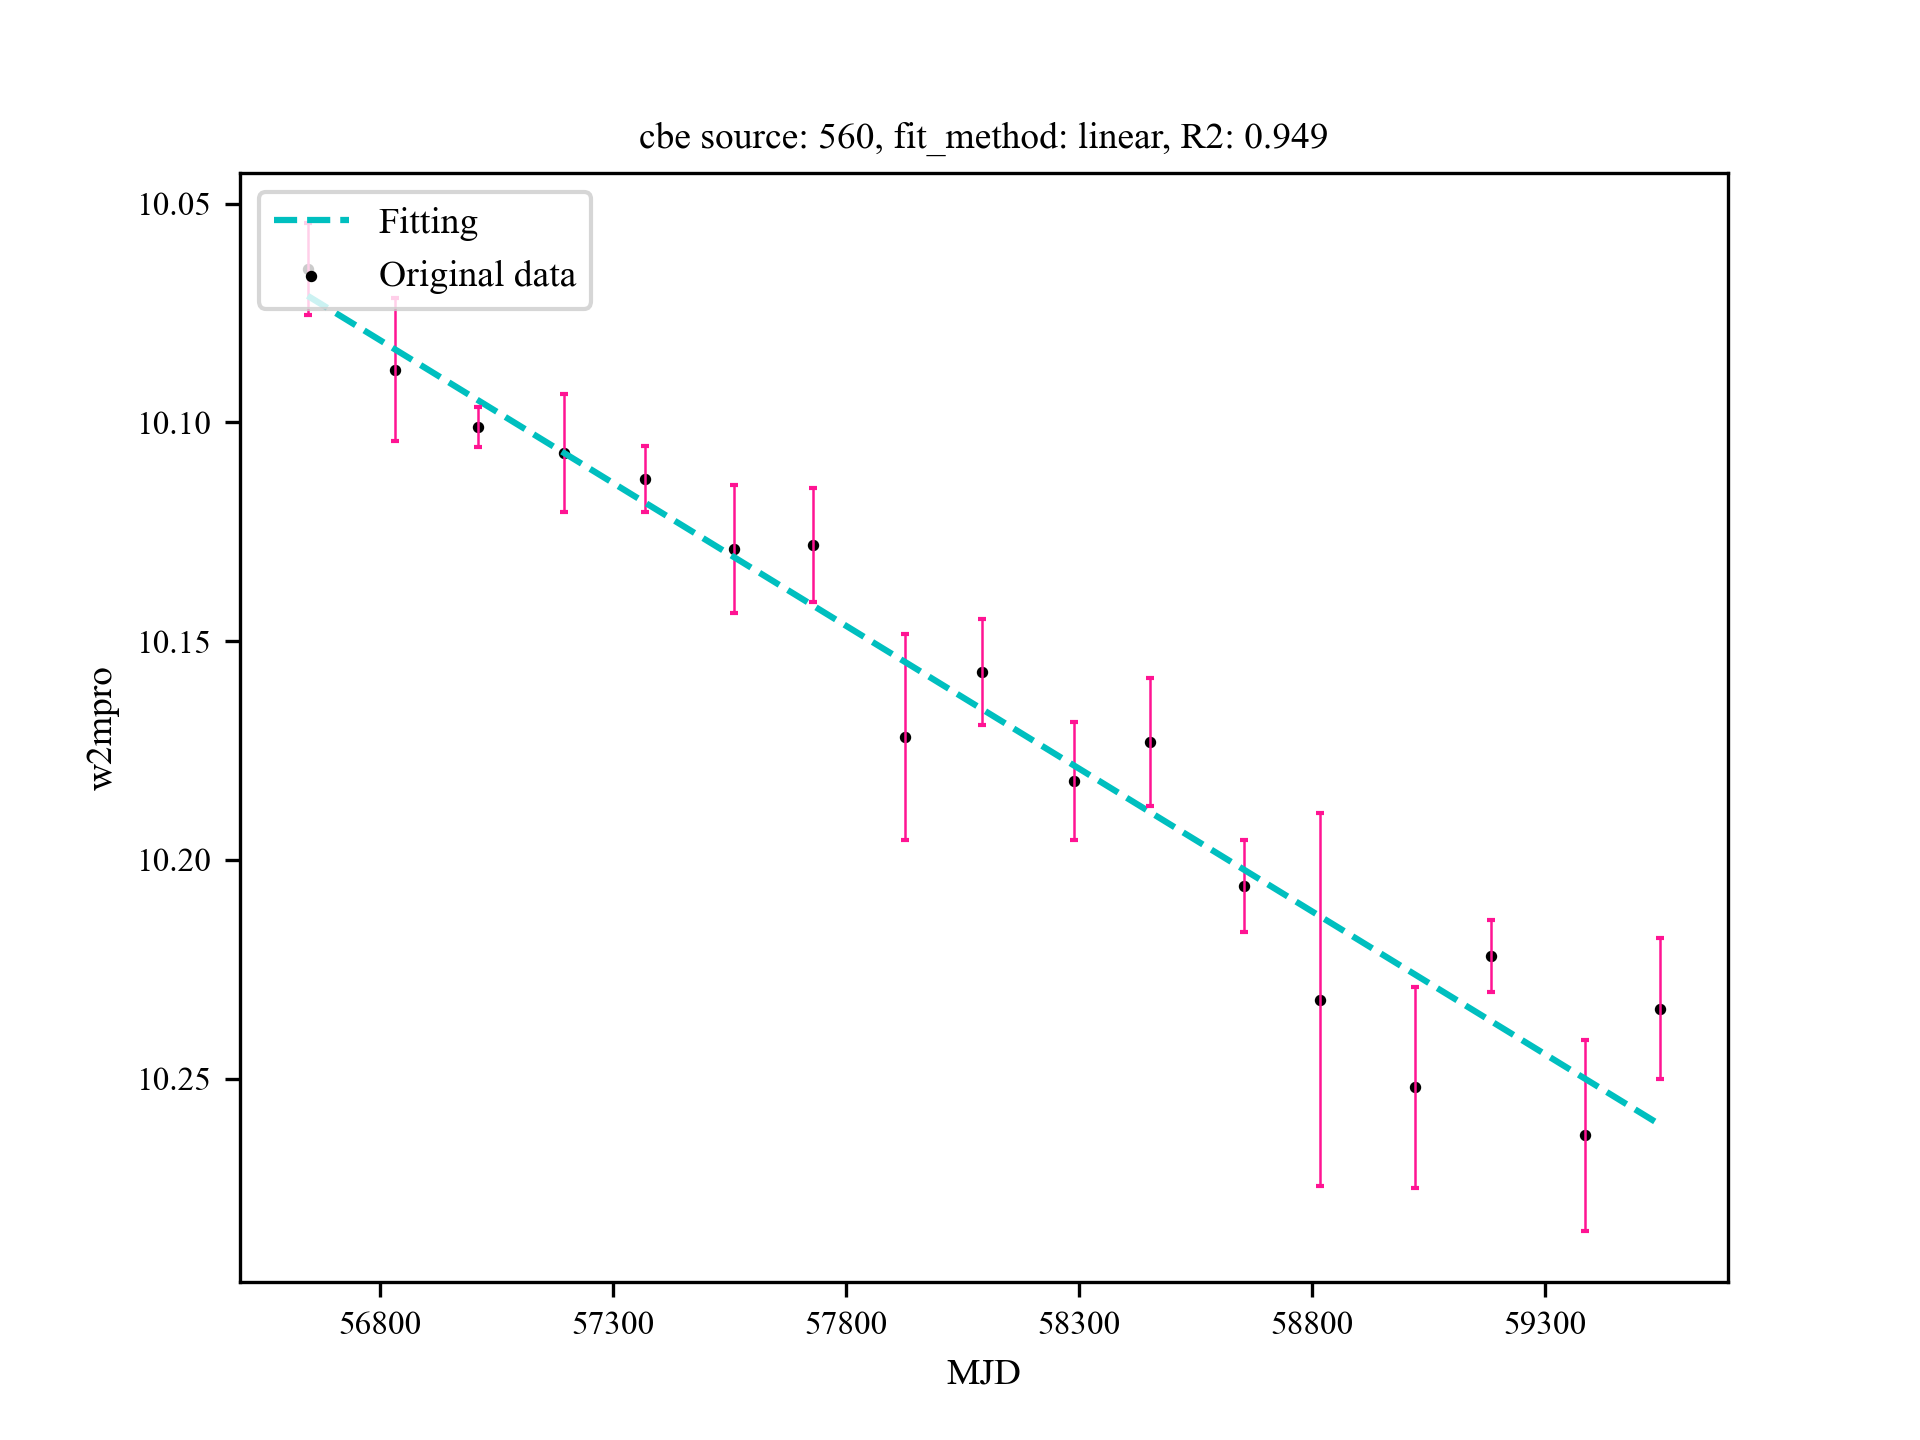 cbe source: 560, fit_method: linear, R2: 0.949
Fitting
Original data
10.05
10.10
10.15
10.20
10.25
w2mpro
56800 57300 57800 58300 58800 59300
MJD